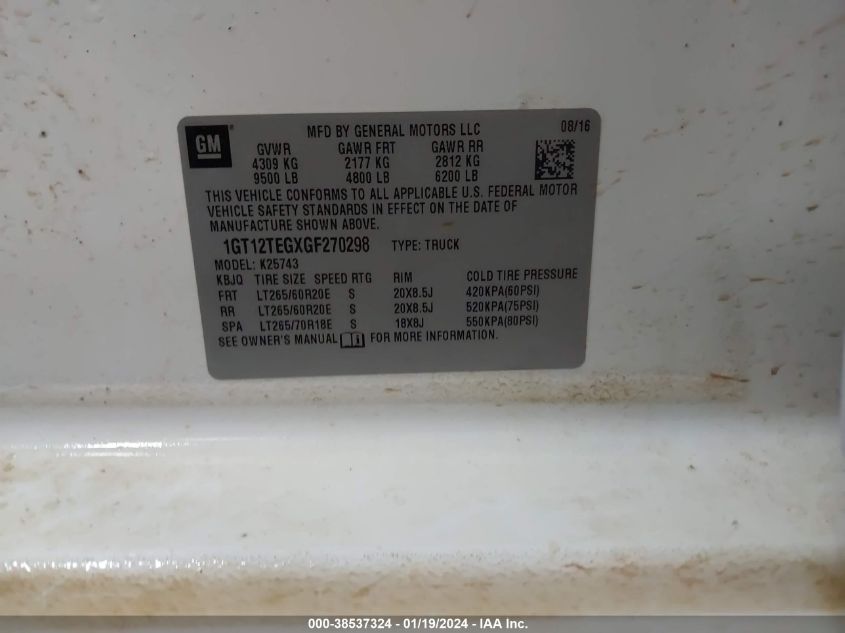 GM
MFD BY GENERAL MOTORS LLC 08/16
GVWR GAWR FRT GAWR RR
4309 KG 2177 KG 2812 KG
9500 LB 4800 LB 6200 LB
THIS VEHICLE CONFORMS TO ALL APPLICABLE U.S. FEDERAL MOTOR
VEHICLE SAFETY STANDARDS IN EFFECT ON THE DATE OF
MANUFACTURE SHOWN ABOVE.
1GT12TEGXGF270298 TYPE: TRUCK
MODEL: K25743
KBJQ TIRE SIZE SPEED RTG RIM COLD TIRE PRESSURE
FRT LT265/60R20E S 20X8.5J 420KPA(60PSI)
RR LT265/60R20E S 20X8.5J 520KPA(75PSI)
SPA LT265/70R18E S 18X8J 550KPA(80PSI)
SEE OWNER'S MANUAL FOR MORE INFORMATION.
000-38537324 - 01/19/2024 - IAA Inc.